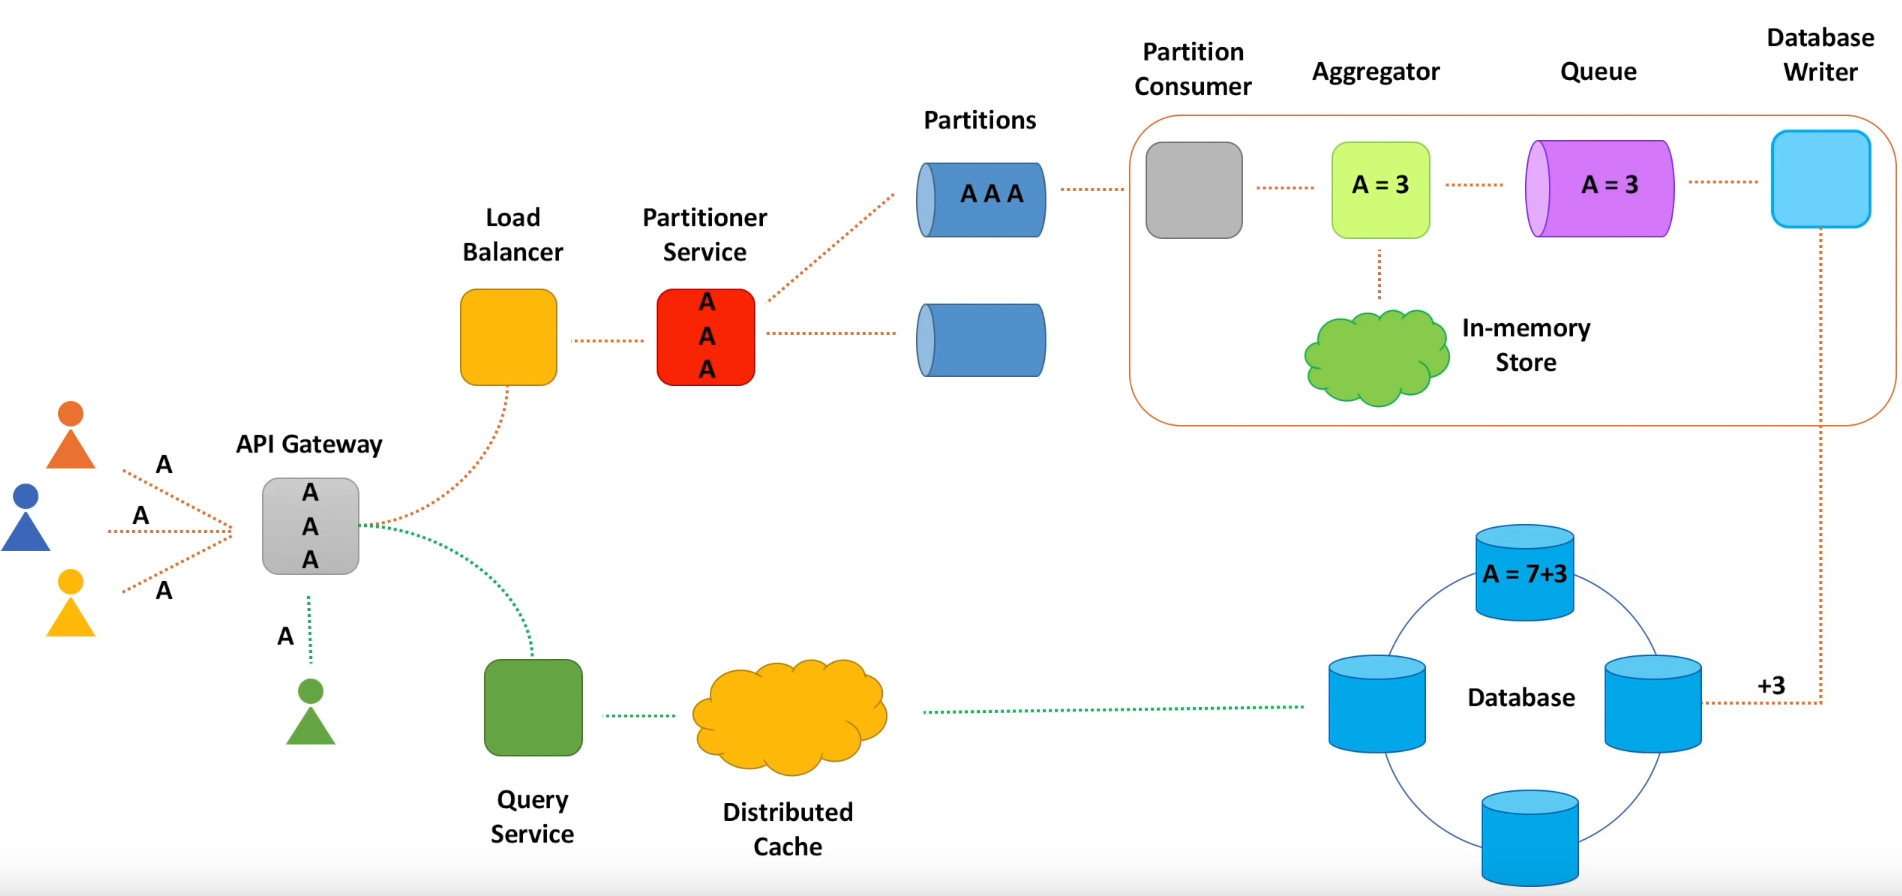 Partition
Consumer
Aggregator
Queue
Database
Writer
Partitions
A A A
A = 3
A = 3
Load
Balancer
Partitioner
Service
A
A
A
In-memory
Store
API Gateway
A
A
A
A
A
A
A
Query
Service
Distributed
Cache
A = 7+3
Database
+3